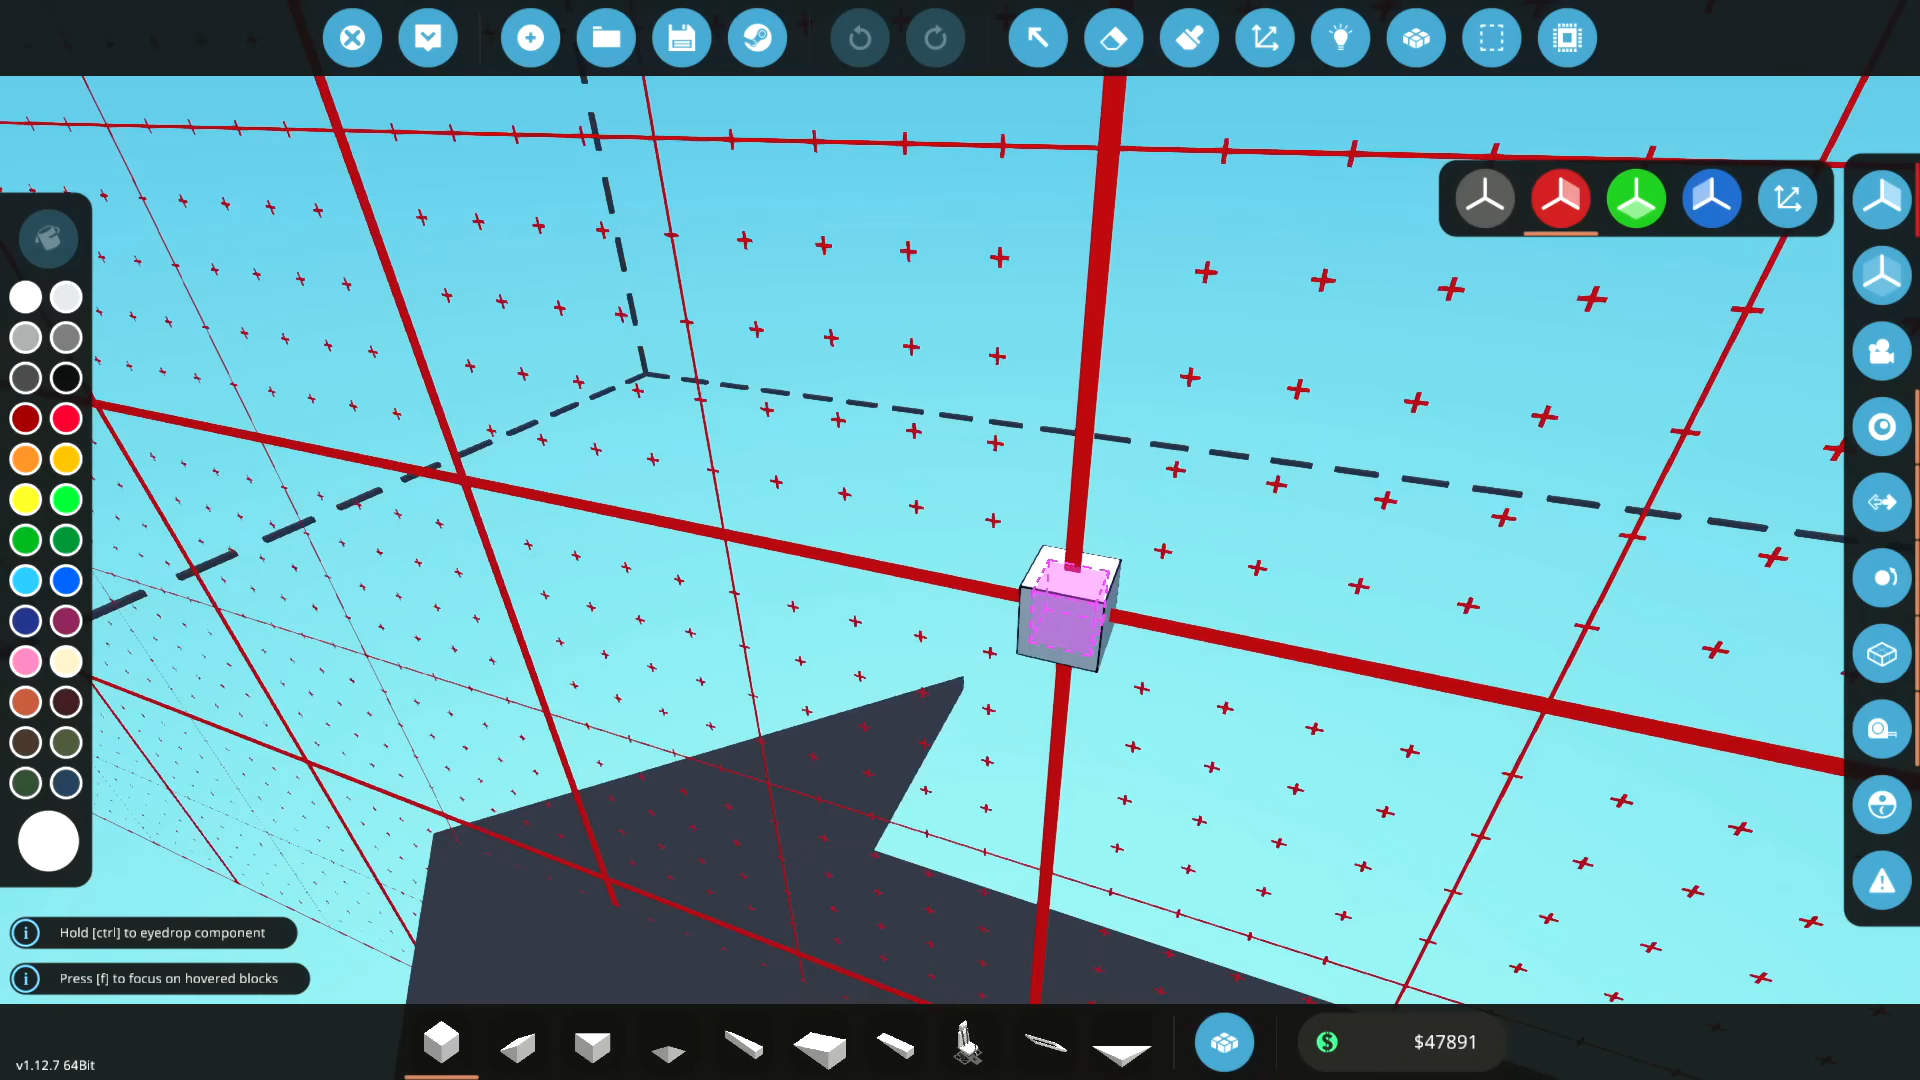 Hold [ctrl] to eyedrop component
Press [f] to focus on hovered blocks
v1.12.7 64Bit
$47891